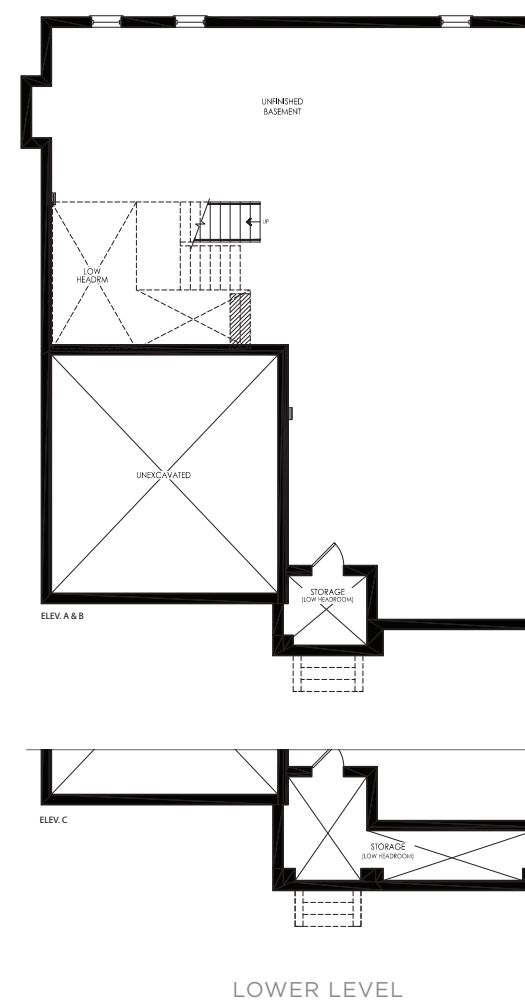 UNFINISHED
BASEMENT
UP
LOW
HEADRM
UNEXCAVATED
STORAGE
(LOW HEADROOM)
ELEV. A & B
ELEV. C
STORAGE
(LOW HEADROOM)
LOWER LEVEL